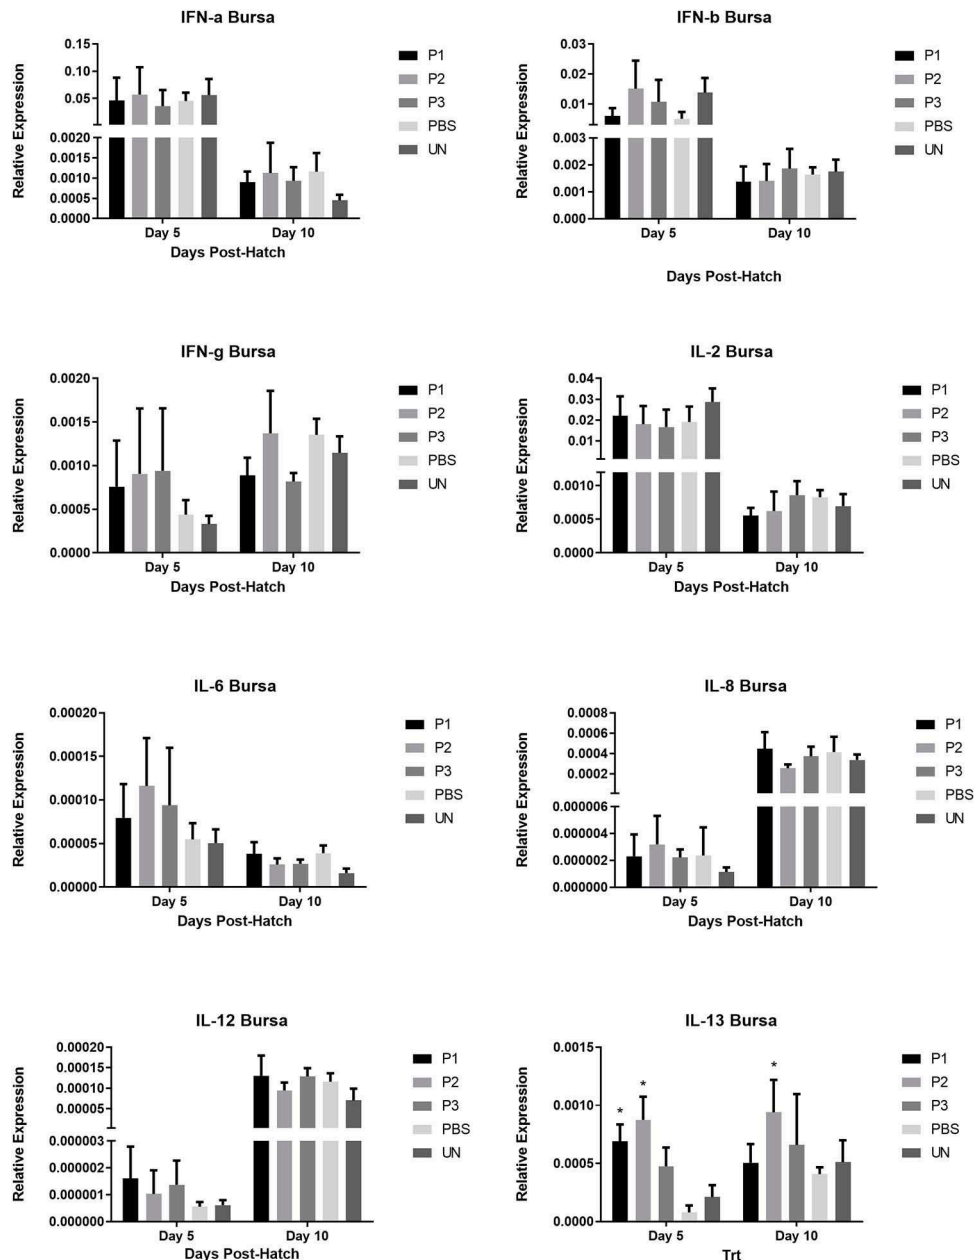 IFN-a Bursa
Relative Expression
0.15
0.10
0.05
0.0020
0.0015
0.0010
0.0005
0.0000
Day 5
Day 10
Days Post-Hatch
P1
P2
P3
PBS
UN
IFN-b Bursa
Relative Expression
0.03
0.02
0.01
0.003
0.002
0.001
0.000
Day 5
Day 10
Days Post-Hatch
P1
P2
P3
PBS
UN
IFN-g Bursa
Relative Expression
0.0020
0.0015
0.0010
0.0005
0.0000
Day 5
Day 10
Days Post-Hatch
P1
P2
P3
PBS
UN
IL-2 Bursa
Relative Expression
0.04
0.03
0.02
0.01
0.0010
0.0005
0.0000
Day 5
Day 10
Days Post-Hatch
P1
P2
P3
PBS
UN
IL-6 Bursa
Relative Expression
0.00020
0.00015
0.00010
0.00005
0.00000
Day 5
Day 10
Days Post-Hatch
P1
P2
P3
PBS
UN
IL-8 Bursa
Relative Expression
0.0008
0.0006
0.0004
0.0002
0.000006
0.000004
0.000002
0.000000
Day 5
Day 10
Days Post-Hatch
P1
P2
P3
PBS
UN
IL-12 Bursa
Relative Expression
0.00020
0.00015
0.00010
0.00005
0.000003
0.000002
0.000001
0.000000
Day 5
Day 10
Days Post-Hatch
P1
P2
P3
PBS
UN
IL-13 Bursa
Relative Expression
0.0015
0.0010
0.0005
0.0000
*
*
*
Day 5
Day 10
Trt
P1
P2
P3
PBS
UN